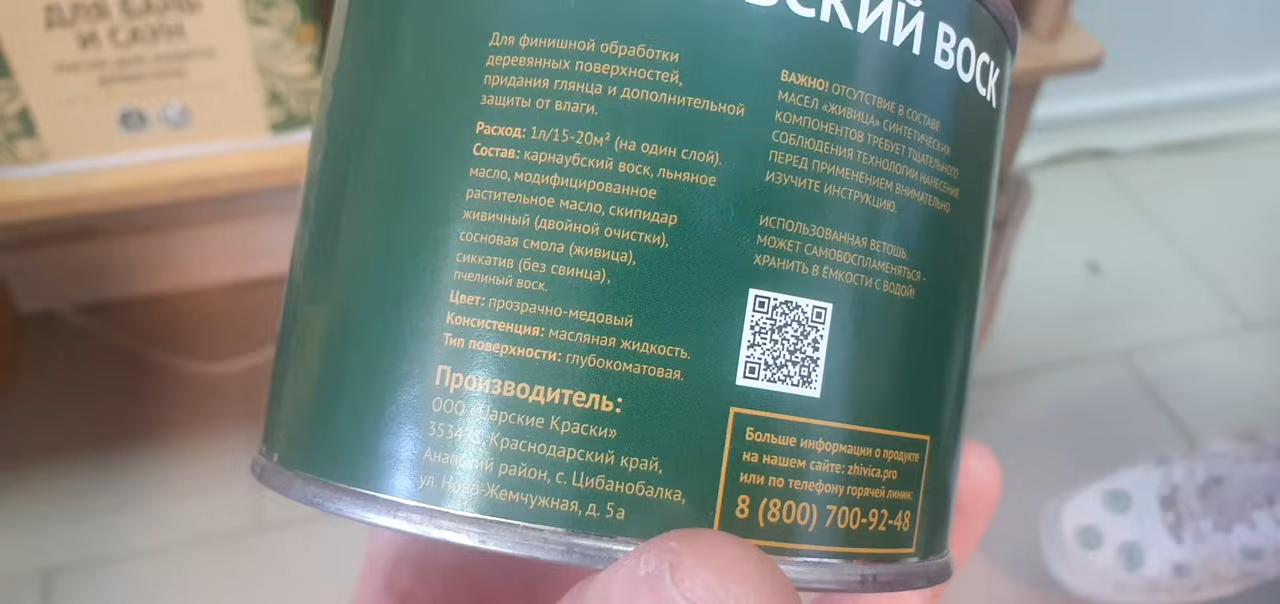 ДЛЯ БАНЬ
И САУН
ВСКИЙ ВОСК
Для финишной обработки
деревянных поверхностей,
придания глянца и дополнительной
защиты от влаги.
Расход: 1л/15-20м² (на один слой).
Состав: карнаубский воск, льняное
масло, модифицированное
растительное масло, скипидар
живичный (двойной очистки),
сосновая смола (живица),
сиккатив (без свинца),
пчелиный воск.
Цвет: прозрачно-медовый
Консистенция: масляная жидкость.
Тип поверхности: глубокоматовая.
Производитель:
ООО «Царские Краски»
Краснодарский край,
Анапский район, с. Цибанобалка,
ул. Ново-Жемчужная, д. 5а
ВАЖНО! ОТСУТСТВИЕ В СОСТАВЕ
МАСЕЛ «ЖИВИЦА» СИНТЕТИЧЕСКИХ
КОМПОНЕНТОВ ТРЕБУЕТ ТЩАТЕЛЬНОГО
СОБЛЮДЕНИЯ ТЕХНОЛОГИИ НАНЕСЕНИЯ
ПЕРЕД ПРИМЕНЕНИЕМ ВНИМАТЕЛЬНО
ИЗУЧИТЕ ИНСТРУКЦИЮ.
ИСПОЛЬЗОВАННАЯ ВЕТОШЬ
МОЖЕТ САМОВОСПЛАМЕНЯТЬСЯ -
ХРАНИТЬ В ЁМКОСТИ С ВОДОЙ!
Больше информации о продукте
на нашем сайте: zhivica.pro
или по телефону горячей линии:
8 (800) 700-92-48